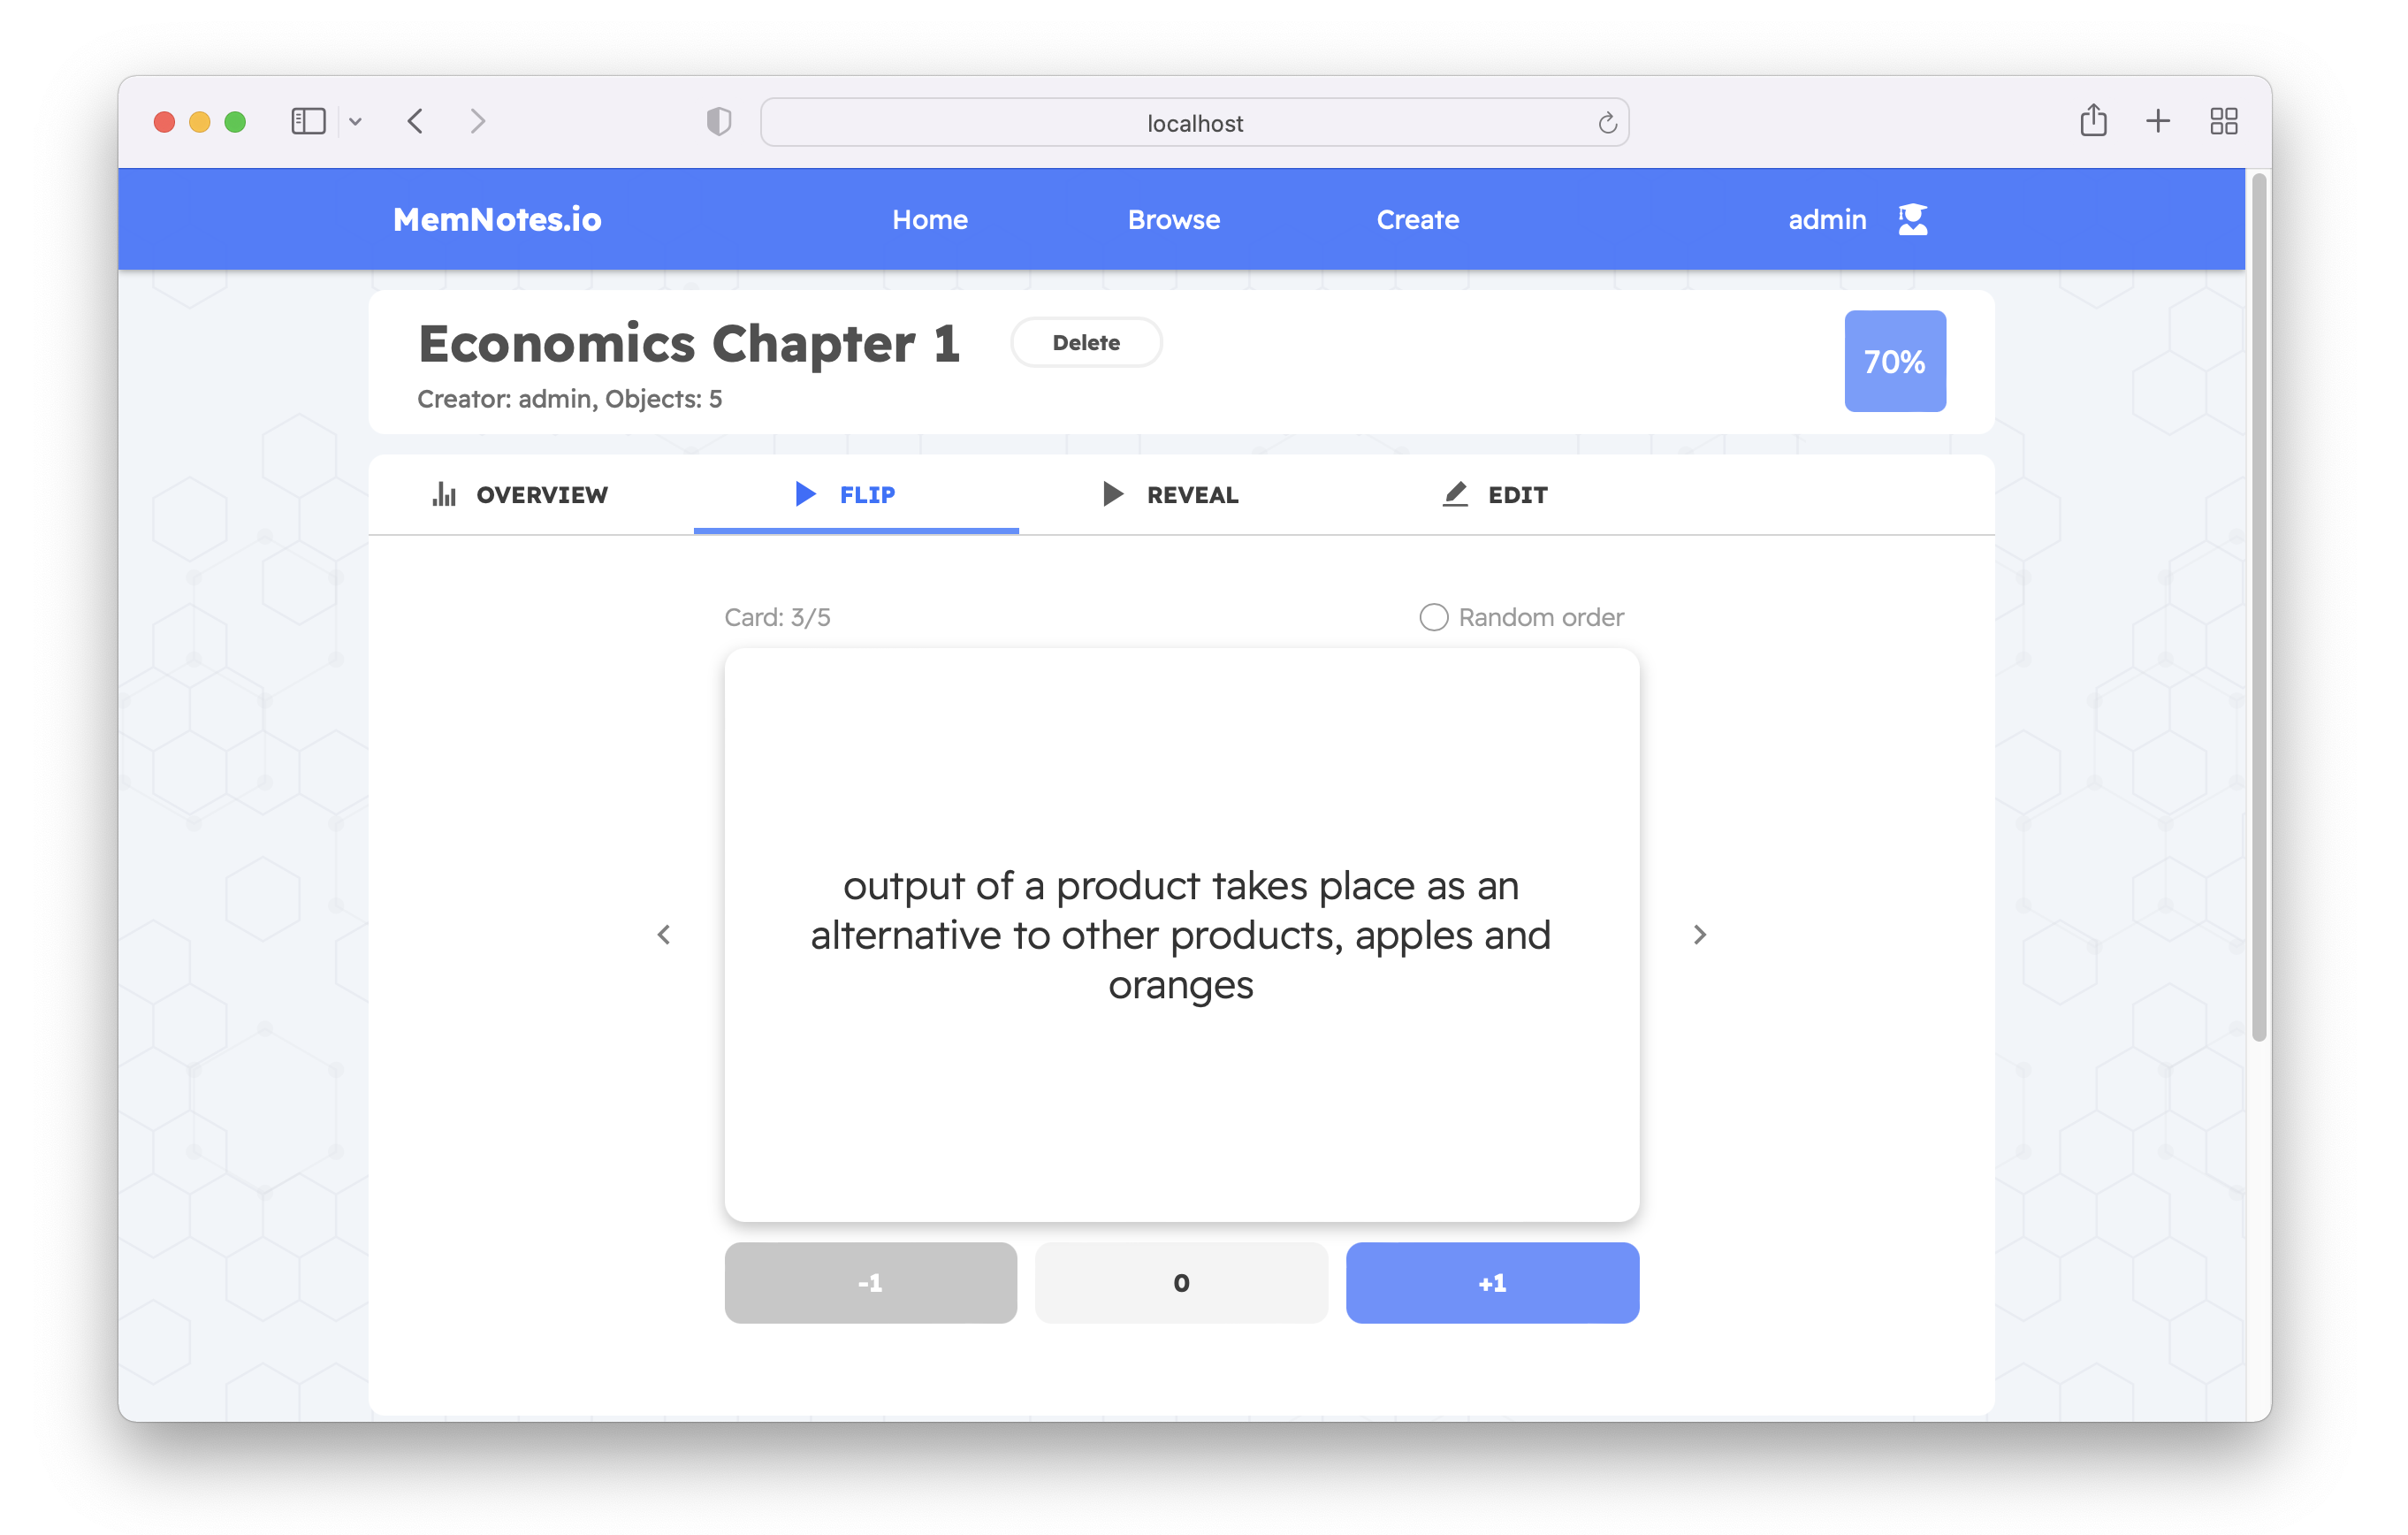 localhost
MemNotes.io
Home
Browse
Create
admin
Economics Chapter 1
Delete
Creator: admin, Objects: 5
70%
OVERVIEW
FLIP
REVEAL
EDIT
Card: 3/5
Random order
output of a product takes place as an
alternative to other products, apples and
oranges
-1
0
+1